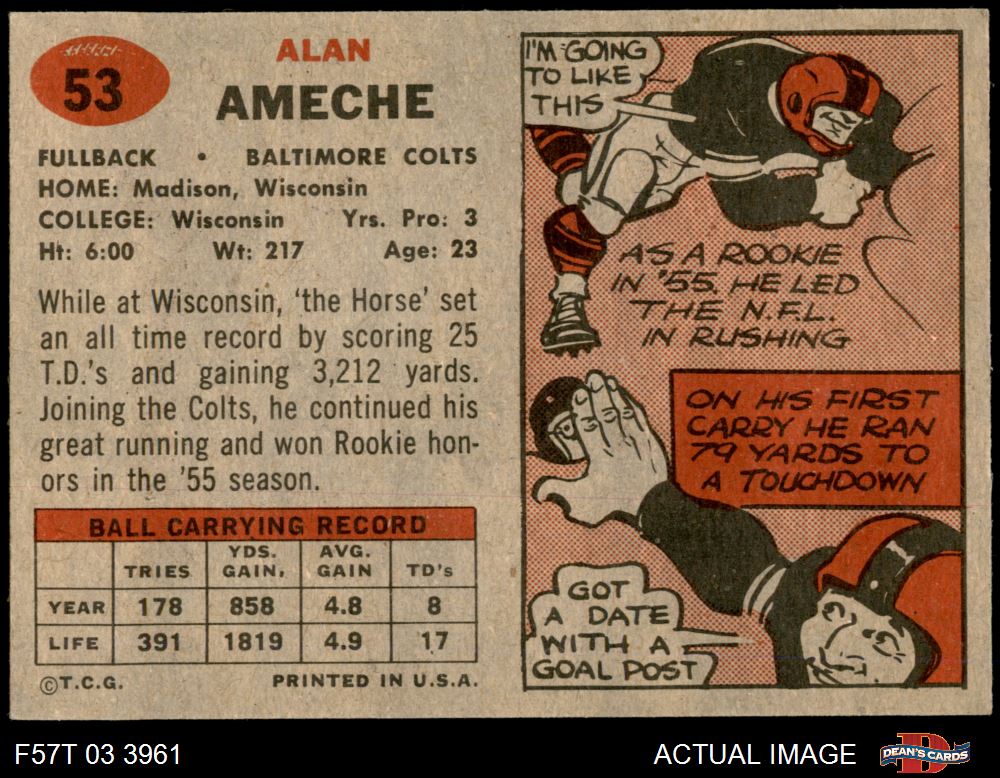 53
ALAN
AMECHE
FULLBACK • BALTIMORE COLTS
HOME: Madison, Wisconsin
COLLEGE: Wisconsin Yrs. Pro: 3
Ht: 6:00 Wt: 217 Age: 23
While at Wisconsin, 'the Horse' set
an all time record by scoring 25
T.D.'s and gaining 3,212 yards.
Joining the Colts, he continued his
great running and won Rookie hon-
ors in the '55 season.
BALL CARRYING RECORD
TRIES YDS. GAIN. AVG. GAIN TD's
YEAR 178 858 4.8 8
LIFE 391 1819 4.9 17
©T.C.G. PRINTED IN U.S.A.
I'M GOING
TO LIKE
THIS
AS A ROOKIE
IN '55. HE LED
THE N.F.L.
IN RUSHING
ON HIS FIRST
CARRY HE RAN
79 YARDS TO
A TOUCHDOWN
GOT
A DATE
WITH A
GOAL POST
F57T 03 3961 ACTUAL IMAGE
DEAN'S CARDS